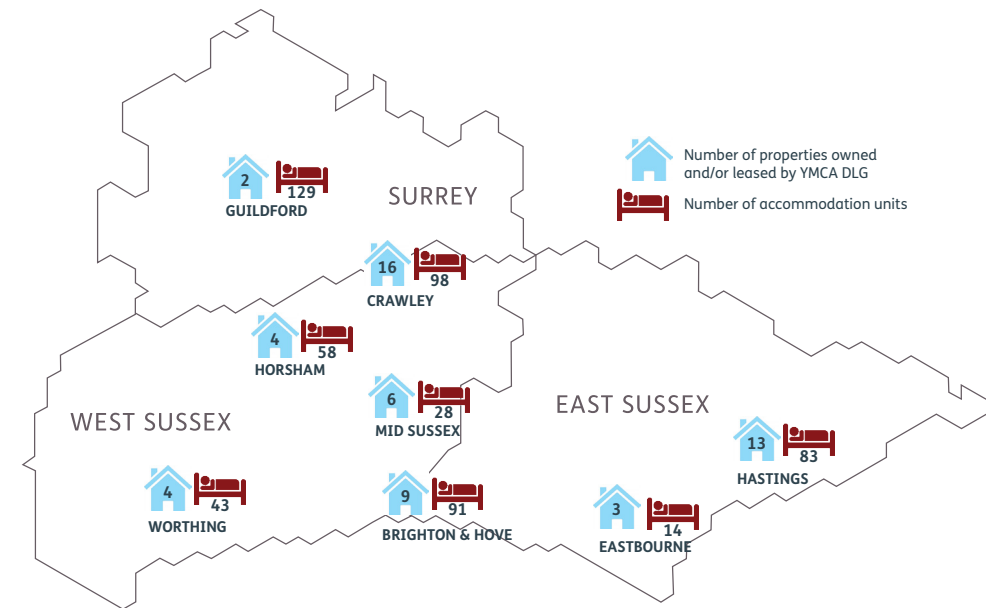 Number of properties owned
and/or leased by YMCA DLG
Number of accommodation units
2
129
GUILDFORD
SURREY
16
98
CRAWLEY
4
58
HORSHAM
6
28
MID SUSSEX
WEST SUSSEX
EAST SUSSEX
13
83
HASTINGS
4
43
WORTHING
9
91
BRIGHTON & HOVE
3
14
EASTBOURNE